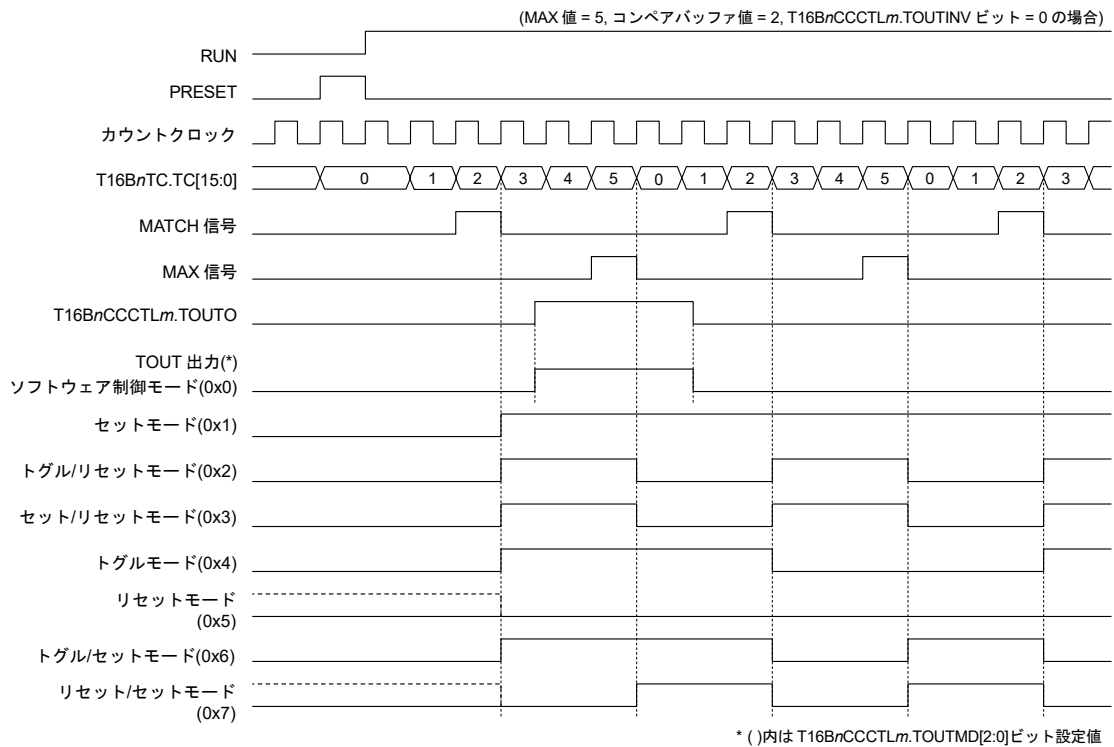 (MAX 値 = 5, コンペアバッファ値 = 2, T16BnCCCTLm.TOUTINV ビット = 0 の場合)
RUN
PRESET
カウントクロック
T16BnTC.TC[15:0] 0 1 2 3 4 5 0 1 2 3 4 5 0 1 2 3
MATCH 信号
MAX 信号
T16BnCCCTLm.TOUTO
TOUT 出力(*)
ソフトウェア制御モード(0x0)
セットモード(0x1)
トグル/リセットモード(0x2)
セット/リセットモード(0x3)
トグルモード(0x4)
リセットモード
(0x5)
トグル/セットモード(0x6)
リセット/セットモード
(0x7)
* ( )内は T16BnCCCTLm.TOUTMD[2:0]ビット設定値